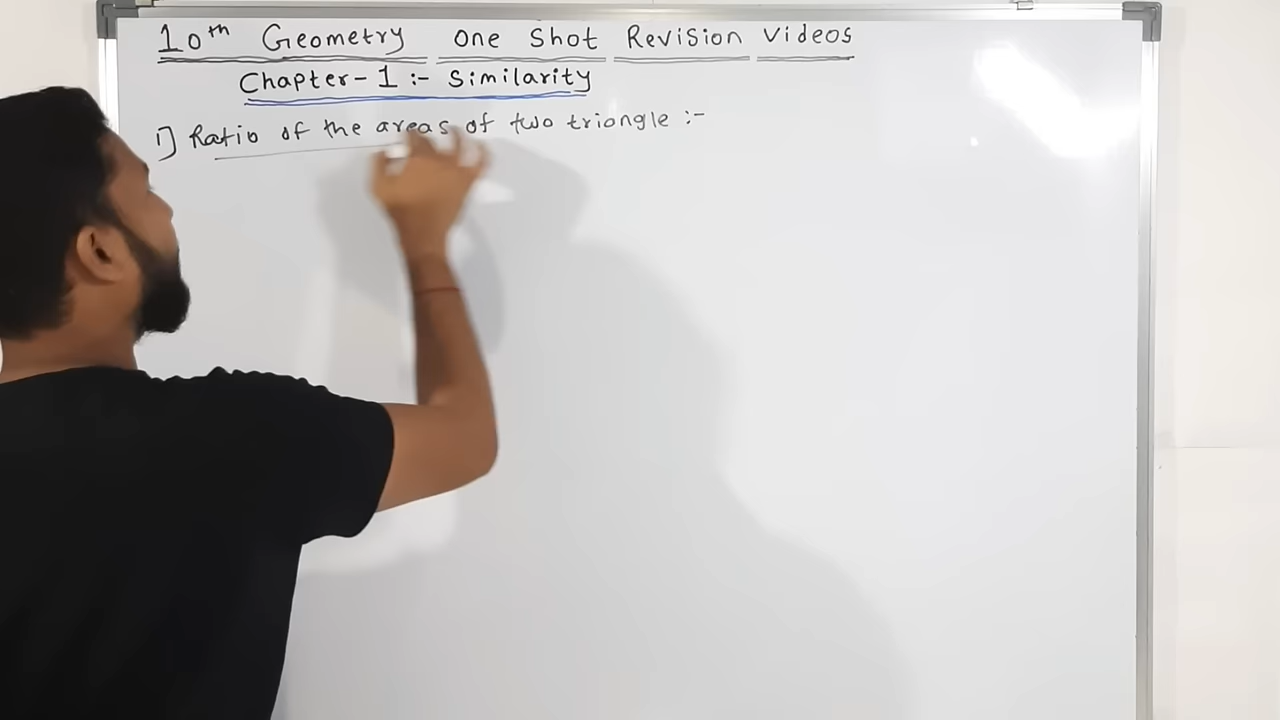 10th Geometry One Shot Revision Videos
Chapter-1 :- Similarity
1] Ratio of the areas of two triangle :-